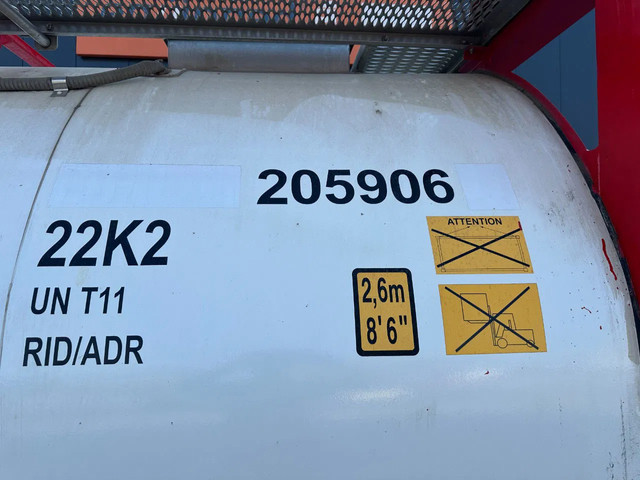 205906
ATTENTION
22K2
UN T11
RID/ADR
2,6m
8'6"